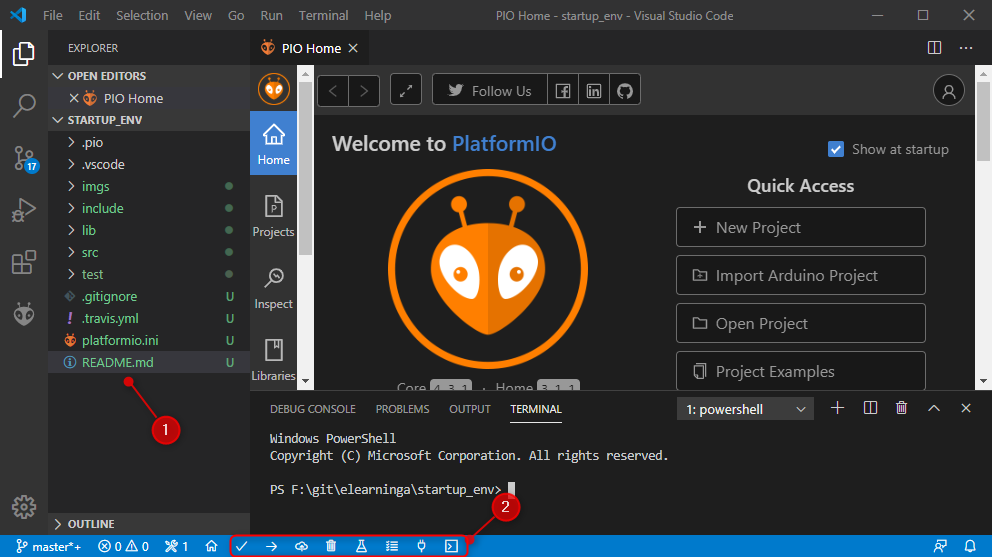 File Edit Selection View Go Run Terminal Help PIO Home - startup_env - Visual Studio Code
EXPLORER
OPEN EDITORS
PIO Home
STARTUP_ENV
.pio
.vscode
imgs
include
lib
src
test
.gitignore U
.travis.yml U
platformio.ini U
README.md U
OUTLINE
17
1
PIO Home
Follow Us
Home
Projects
Inspect
Libraries
Welcome to PlatformIO
Show at startup
Quick Access
New Project
Import Arduino Project
Open Project
Project Examples
Core 4.3.1 · Home 3.1.1
DEBUG CONSOLE PROBLEMS OUTPUT TERMINAL 1: powershell
Windows PowerShell
Copyright (C) Microsoft Corporation. All rights reserved.
PS F:\git\elearninga\startup_env>
2
master*+ 0 0 1